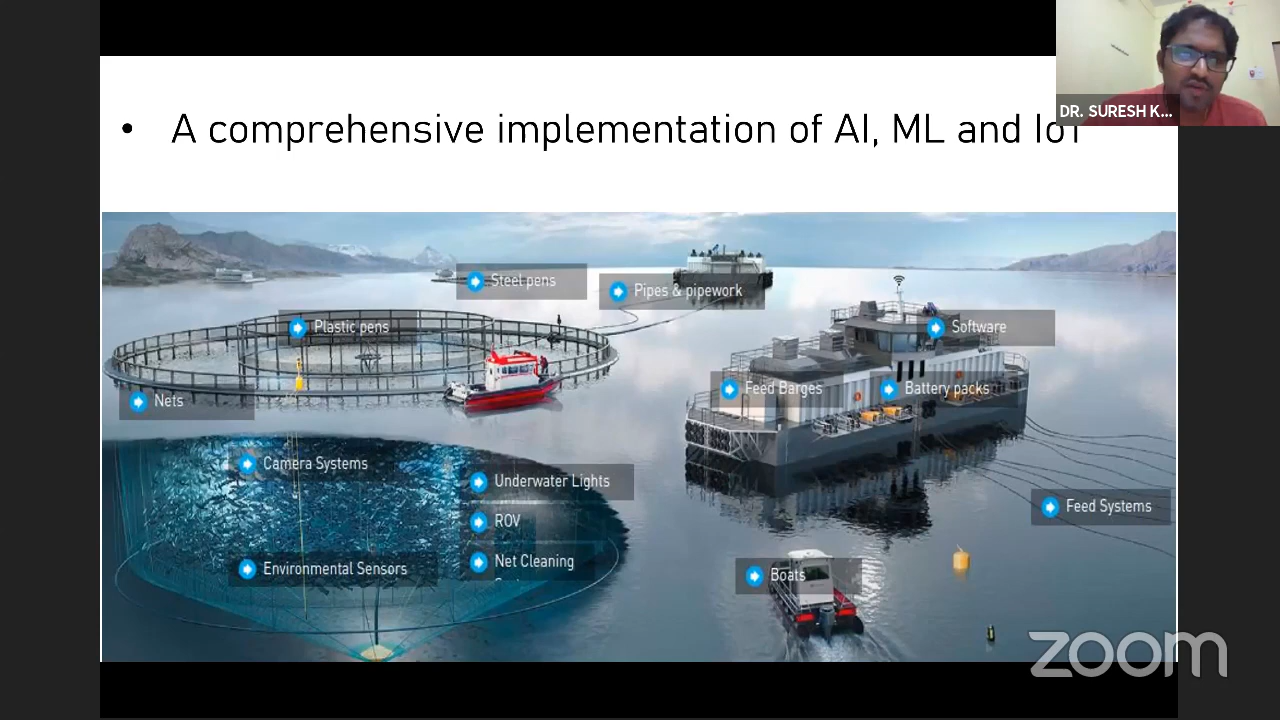 DR. SURESH K...
• A comprehensive implementation of AI, ML and IoT
Steel pens
Pipes & pipework
Plastic pens
Software
Nets
Feed Barges
Battery packs
Camera Systems
Underwater Lights
ROV
Feed Systems
Environmental Sensors
Net Cleaning
Boats
zoom